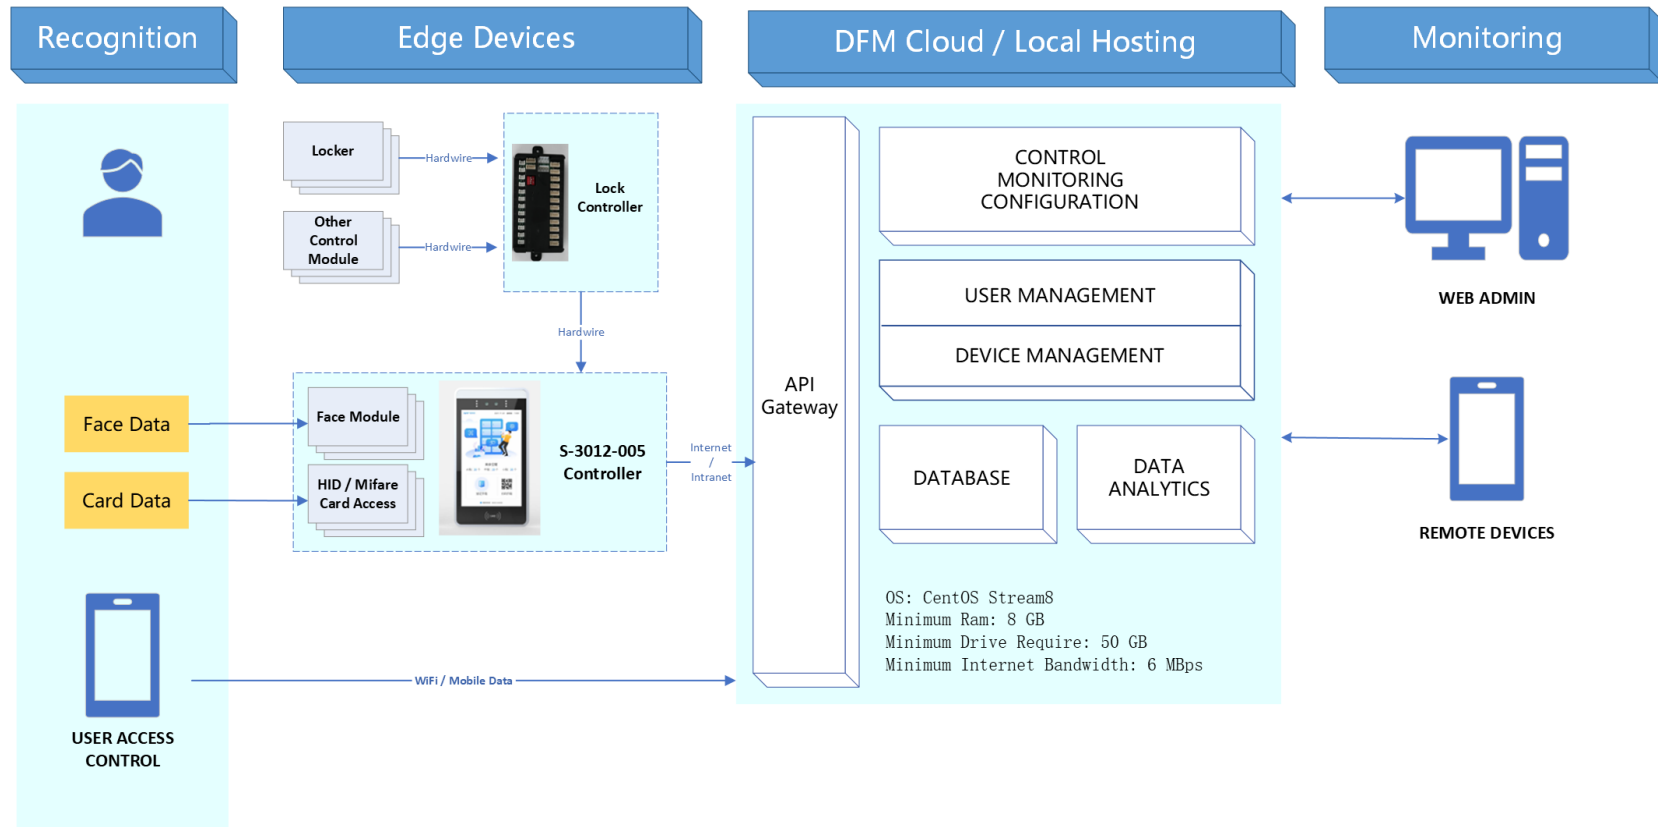 Recognition
Edge Devices
DFM Cloud / Local Hosting
Monitoring
Locker
Hardwire
Other
Control
Module
Hardwire
Lock
Controller
Hardwire
Face Data
Card Data
Face Module
HID / Mifare
Card Access
S-3012-005
Controller
Internet
/
Intranet
USER ACCESS
CONTROL
WiFi / Mobile Data
API
Gateway
CONTROL
MONITORING
CONFIGURATION
USER MANAGEMENT
DEVICE MANAGEMENT
DATABASE
DATA
ANALYTICS
OS: CentOS Stream8
Minimum Ram: 8 GB
Minimum Drive Require: 50 GB
Minimum Internet Bandwidth: 6 MBps
WEB ADMIN
REMOTE DEVICES